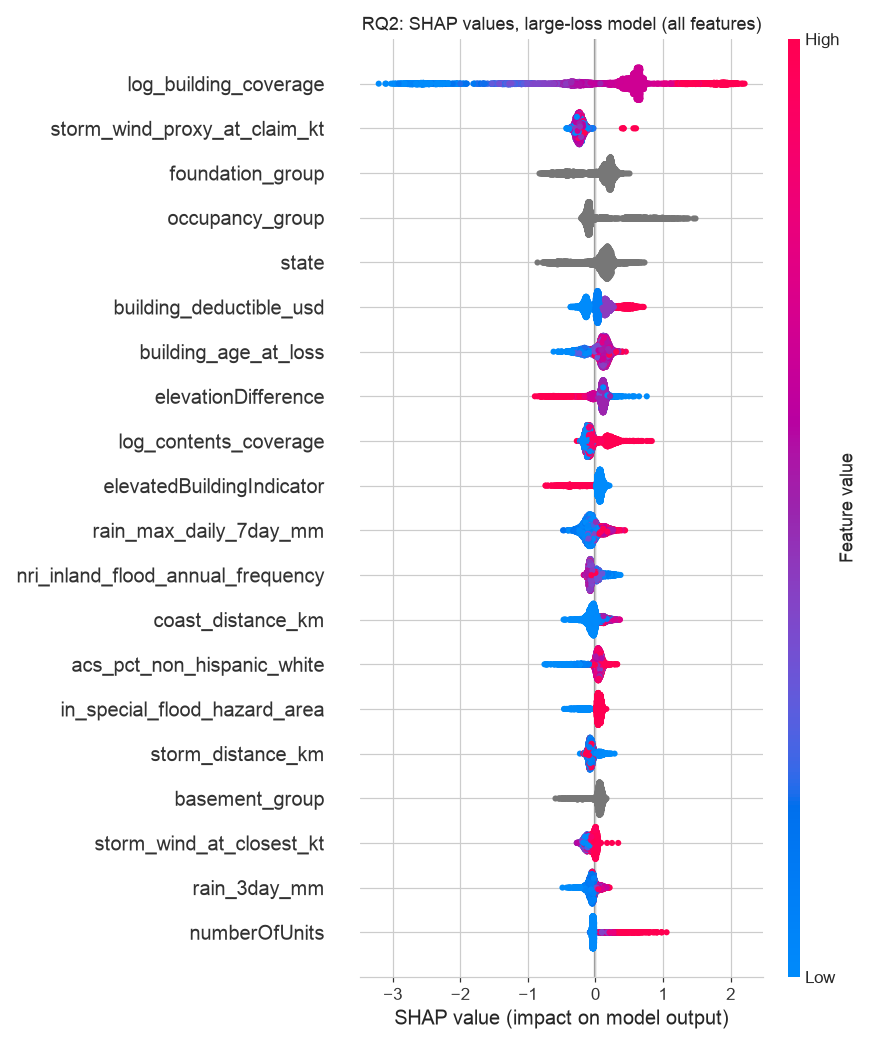 RQ2: SHAP values, large-loss model (all features)
High
log_building_coverage
storm_wind_proxy_at_claim_kt
foundation_group
occupancy_group
state
building_deductible_usd
building_age_at_loss
elevationDifference
log_contents_coverage
elevatedBuildingIndicator
rain_max_daily_7day_mm
nri_inland_flood_annual_frequency
coast_distance_km
acs_pct_non_hispanic_white
in_special_flood_hazard_area
storm_distance_km
basement_group
storm_wind_at_closest_kt
rain_3day_mm
numberOfUnits
Feature value
Low
−3 −2 −1 0 1 2
SHAP value (impact on model output)